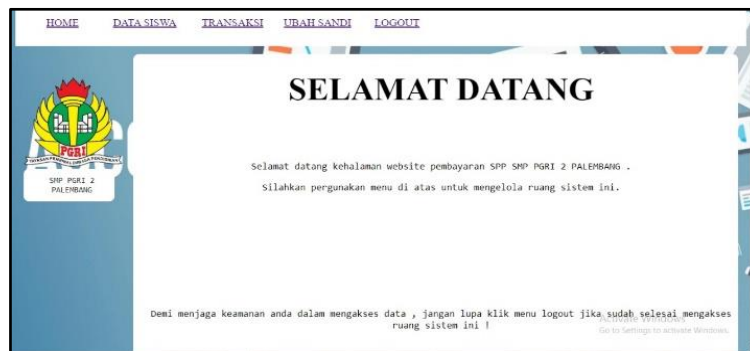 HOME DATA SISWA TRANSAKSI UBAH SANDI LOGOUT
SELAMAT DATANG
PGRI
SMP PGRI 2
PALEMBANG
Selamat datang kehalaman website pembayaran SPP SMP PGRI 2 PALEMBANG .
Silahkan pergunakan menu di atas untuk mengelola ruang sistem ini.
Demi menjaga keamanan anda dalam mengakses data , jangan lupa klik menu logout jika sudah selesai mengakses
ruang sistem ini !
Activate Windows
Go to Settings to activate Windows.